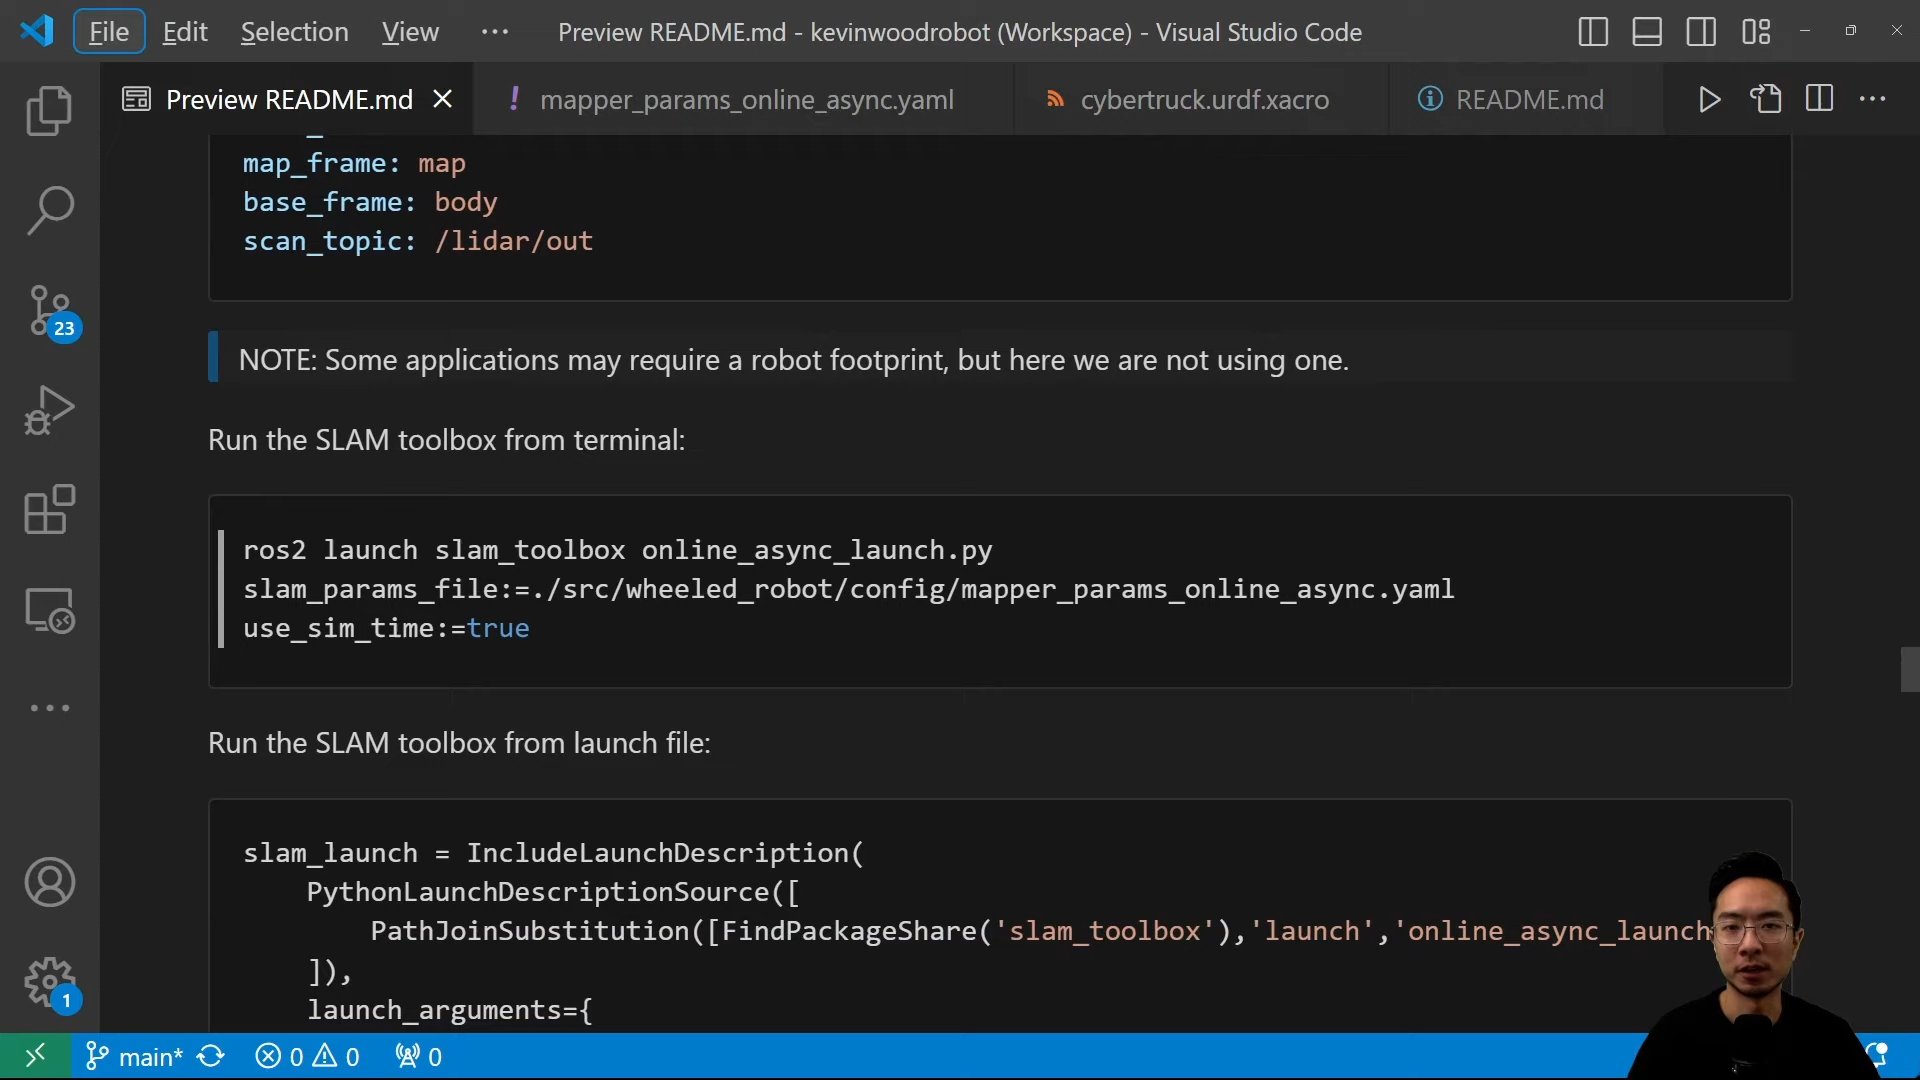 File Edit Selection View ··· Preview README.md - kevinwoodrobot (Workspace) - Visual Studio Code
Preview README.md mapper_params_online_async.yaml cybertruck.urdf.xacro README.md
map_frame: map
base_frame: body
scan_topic: /lidar/out
NOTE: Some applications may require a robot footprint, but here we are not using one.
Run the SLAM toolbox from terminal:
ros2 launch slam_toolbox online_async_launch.py
slam_params_file:=./src/wheeled_robot/config/mapper_params_online_async.yaml
use_sim_time:=true
Run the SLAM toolbox from launch file:
slam_launch = IncludeLaunchDescription(
PythonLaunchDescriptionSource([
PathJoinSubstitution([FindPackageShare('slam_toolbox'),'launch','online_async_launch
]),
launch_arguments={
23
1
main* 0 0 0